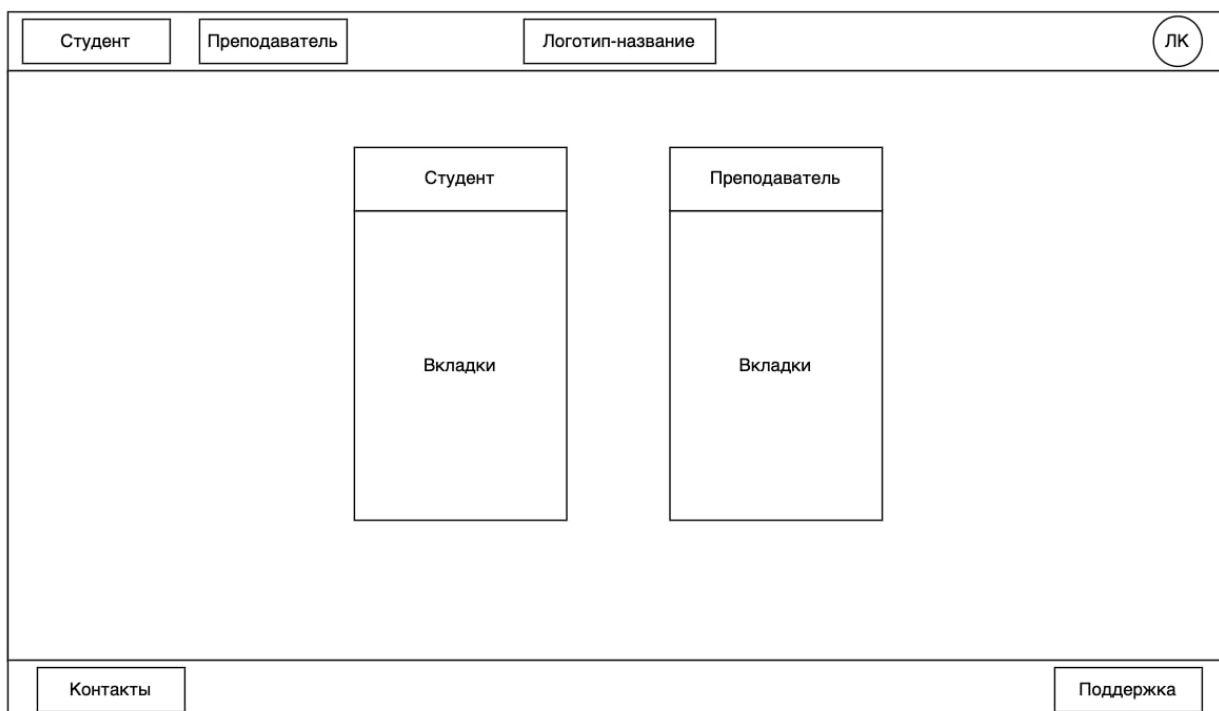 Студент
Преподаватель
Логотип-название
ЛК
Студент
Преподаватель
Вкладки
Вкладки
Контакты
Поддержка